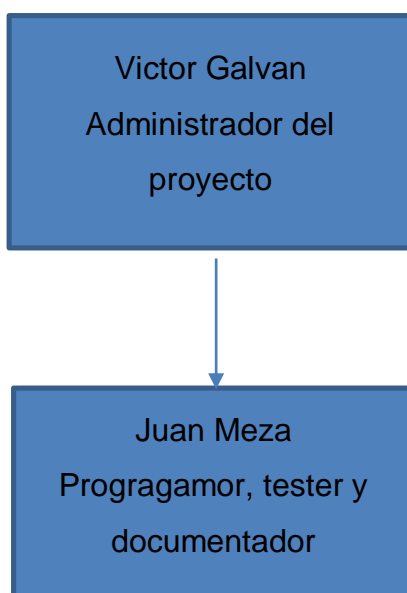 Victor Galvan
Administrador del
proyecto
Juan Meza
Progragamor, tester y
documentador